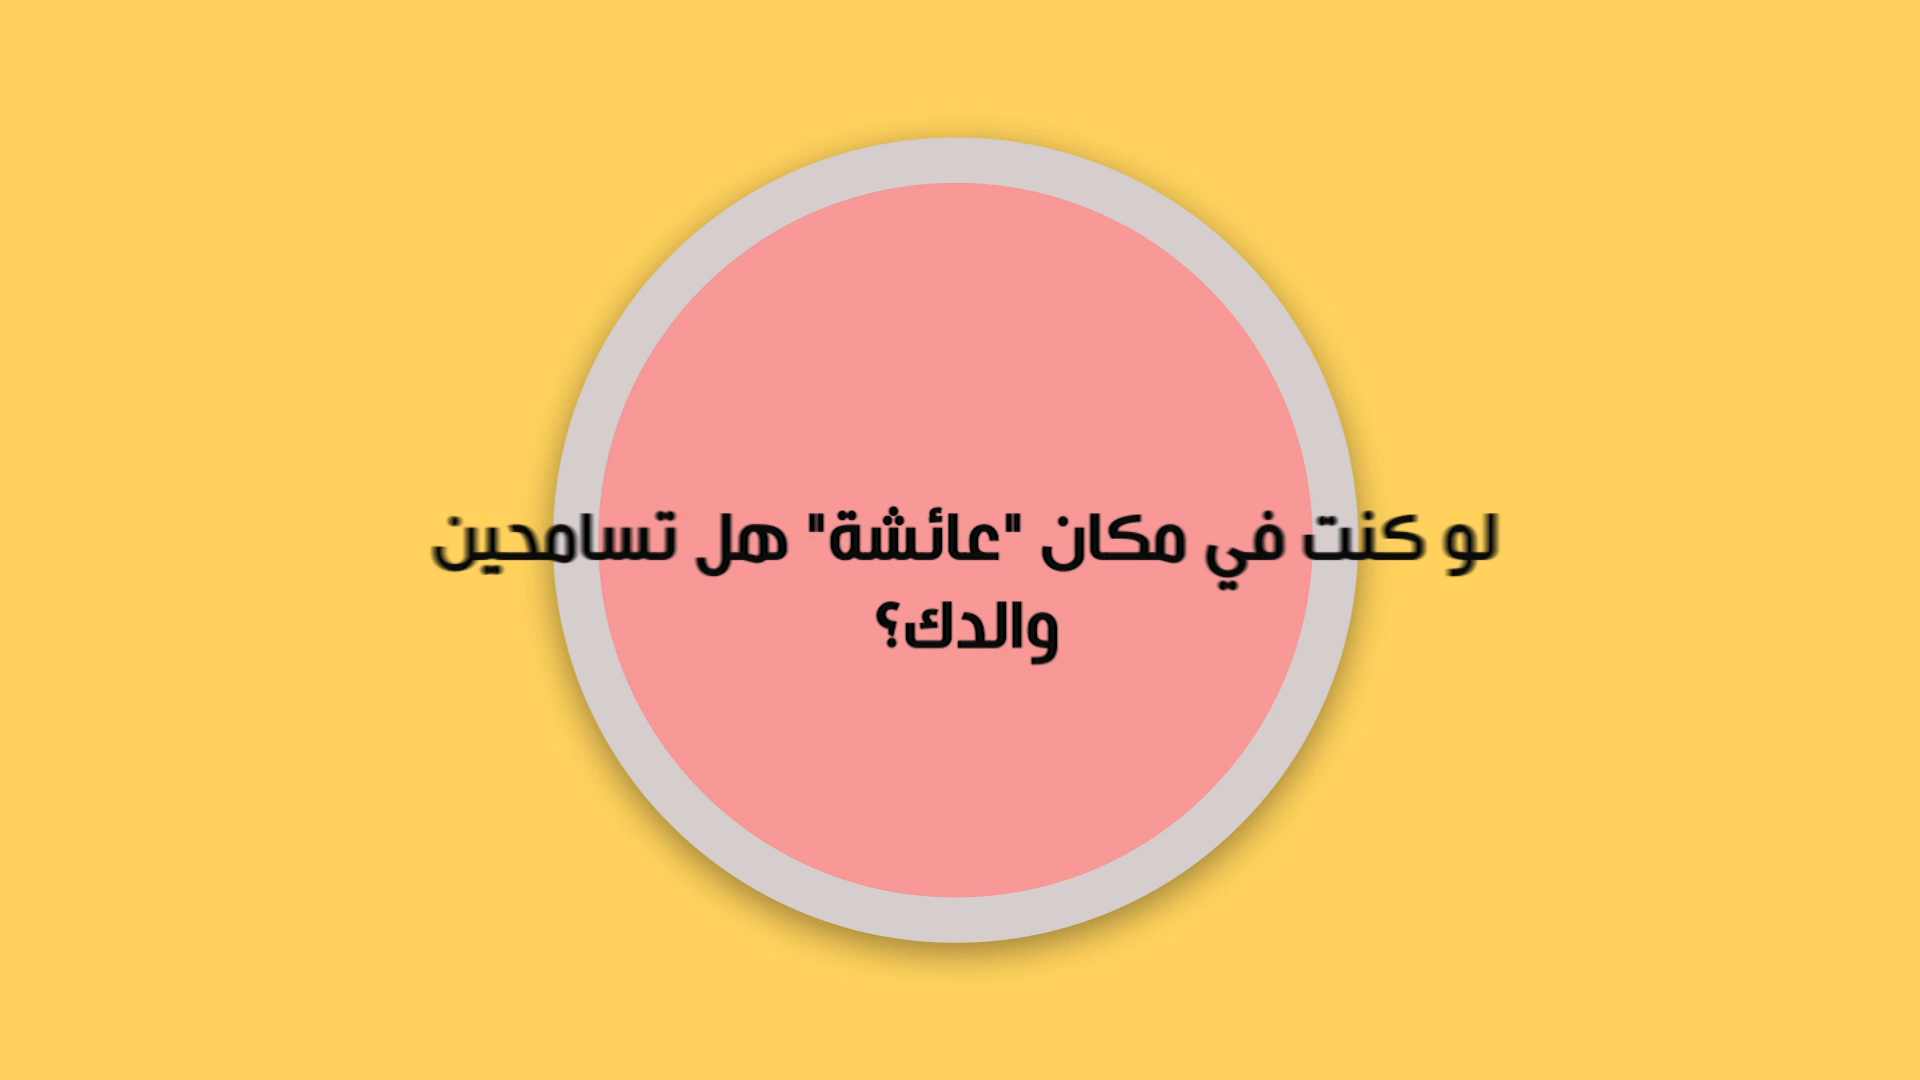 لو كنت في مكان "عائشة" هل تسامحين
والدك؟